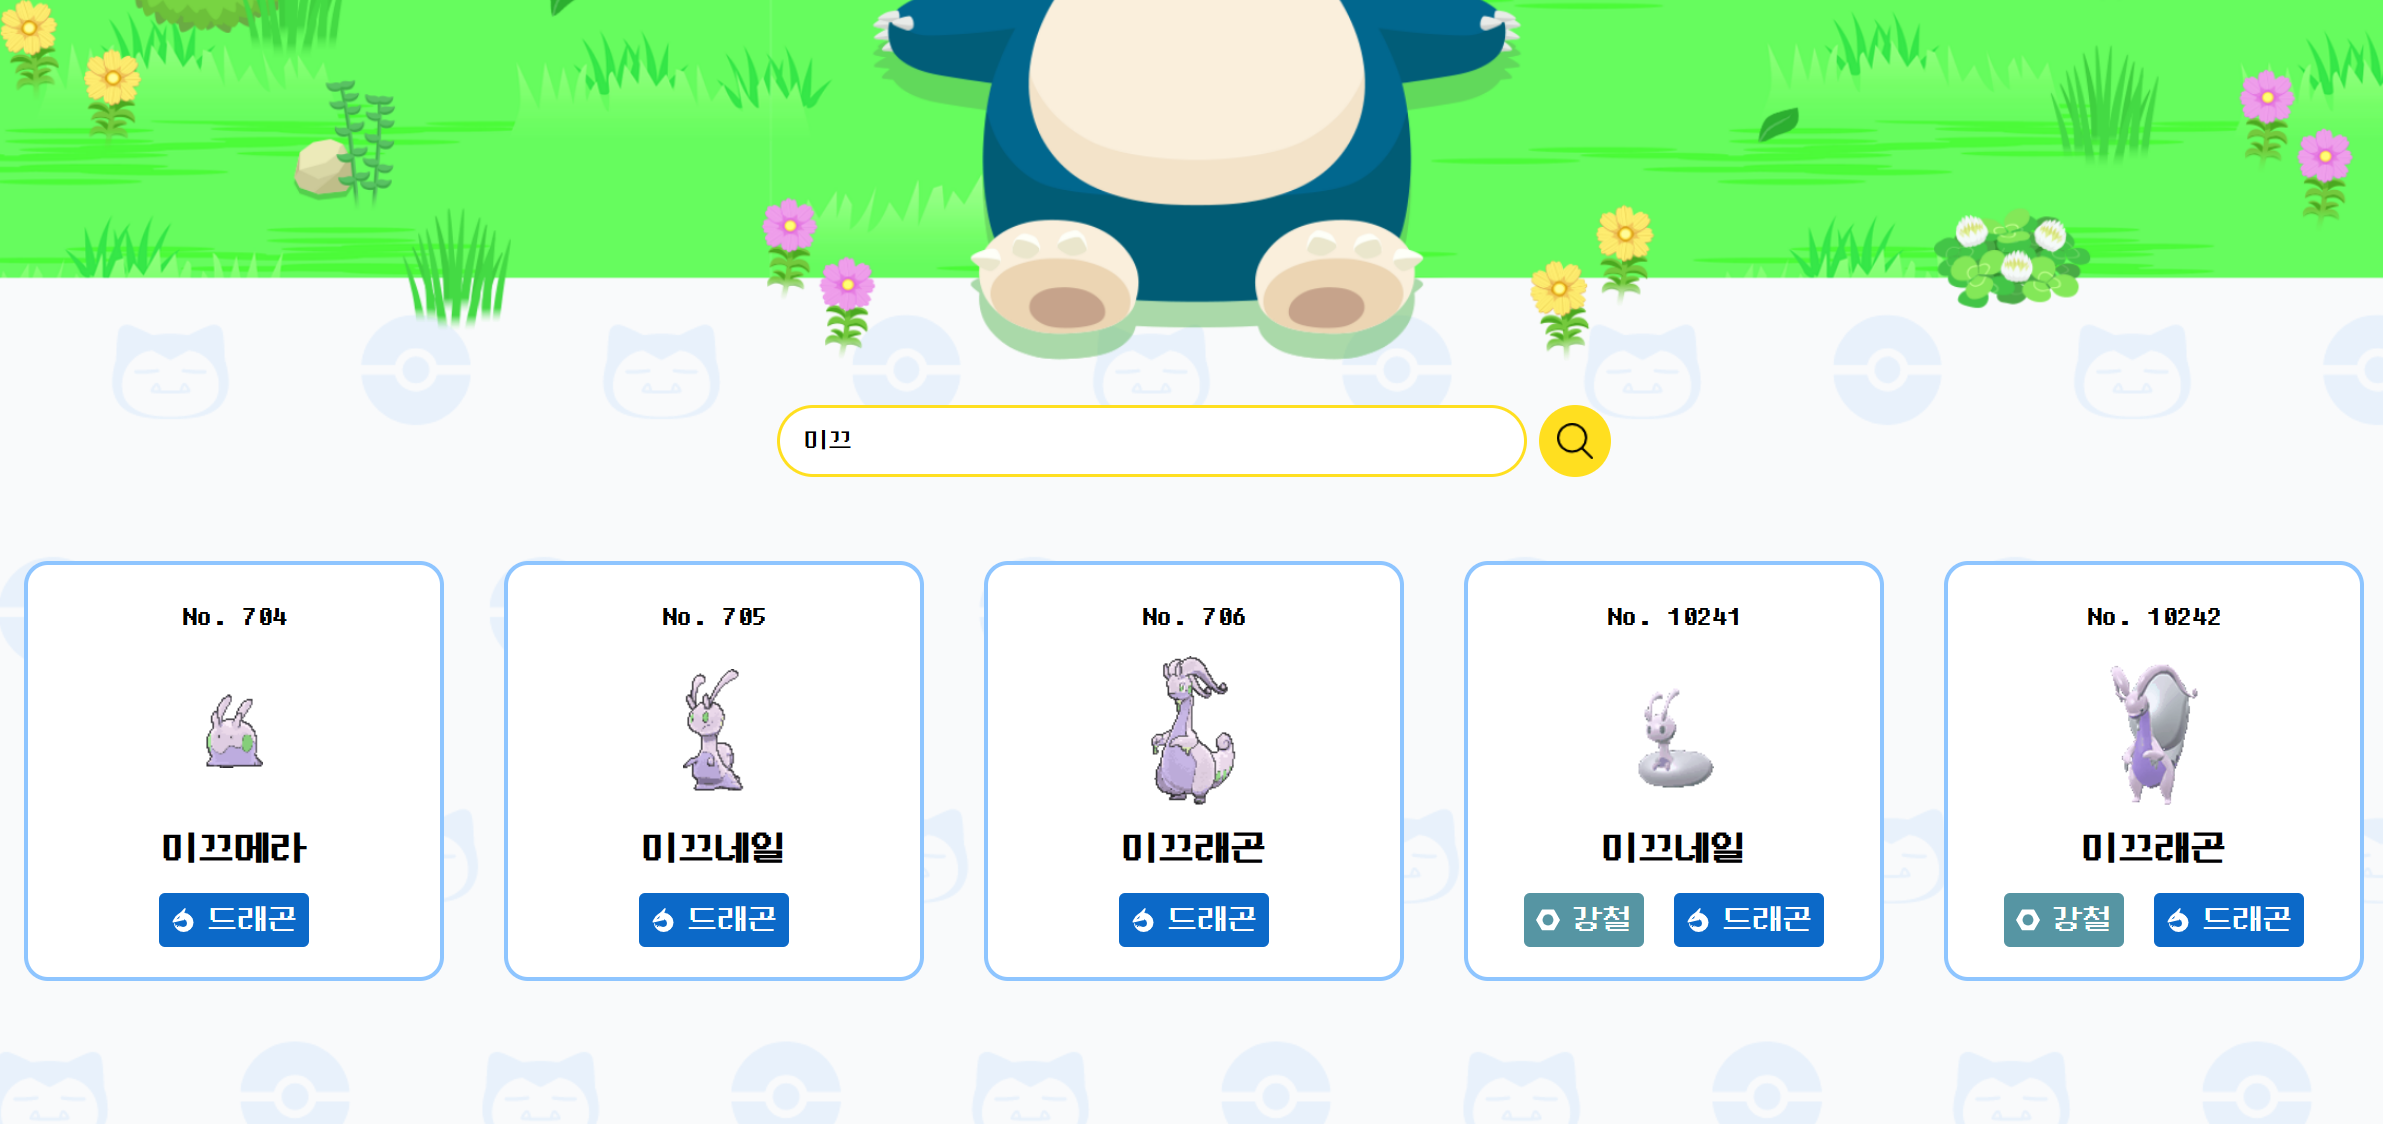 미끄
No. 704
No. 705
No. 706
No. 10241
No. 10242
미끄메라
미끄네일
미끄래곤
미끄네일
미끄래곤
드래곤
드래곤
드래곤
강철 드래곤
강철 드래곤